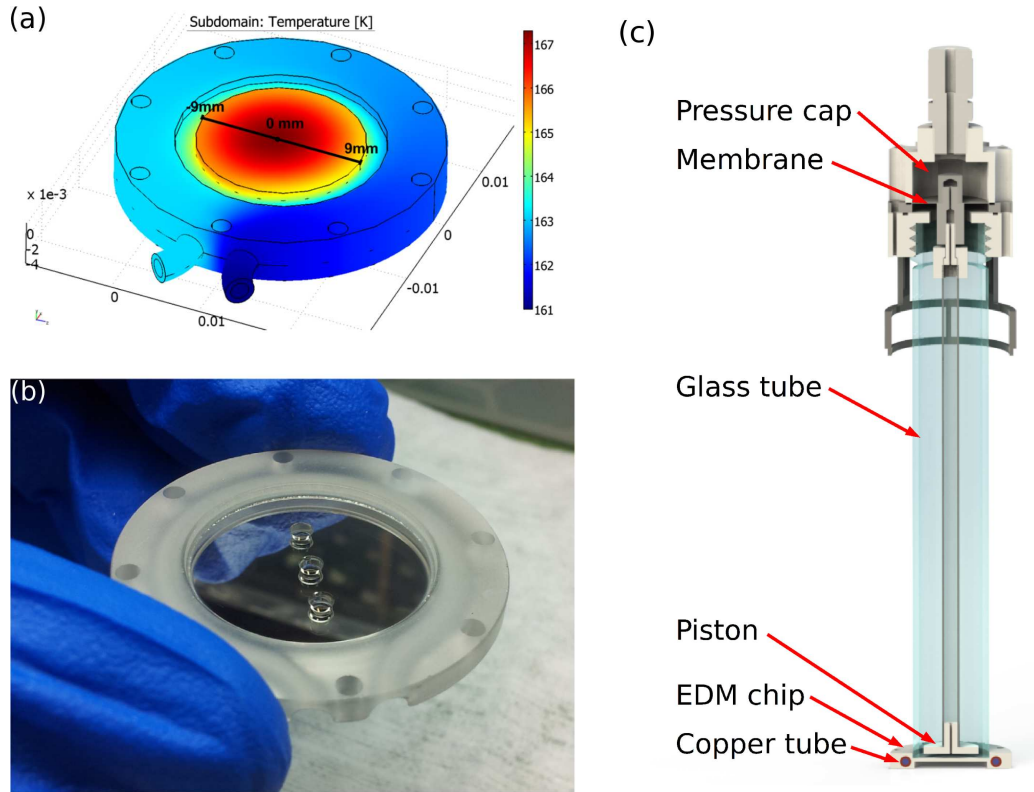 (a)
Subdomain: Temperature [K]
-9mm
0 mm
9mm
167
166
165
164
163
162
161
x 1e-3
0
-2
-4
0
0.01
-0.01
0
0.01
(b)
(c)
Pressure cap
Membrane
Glass tube
Piston
EDM chip
Copper tube